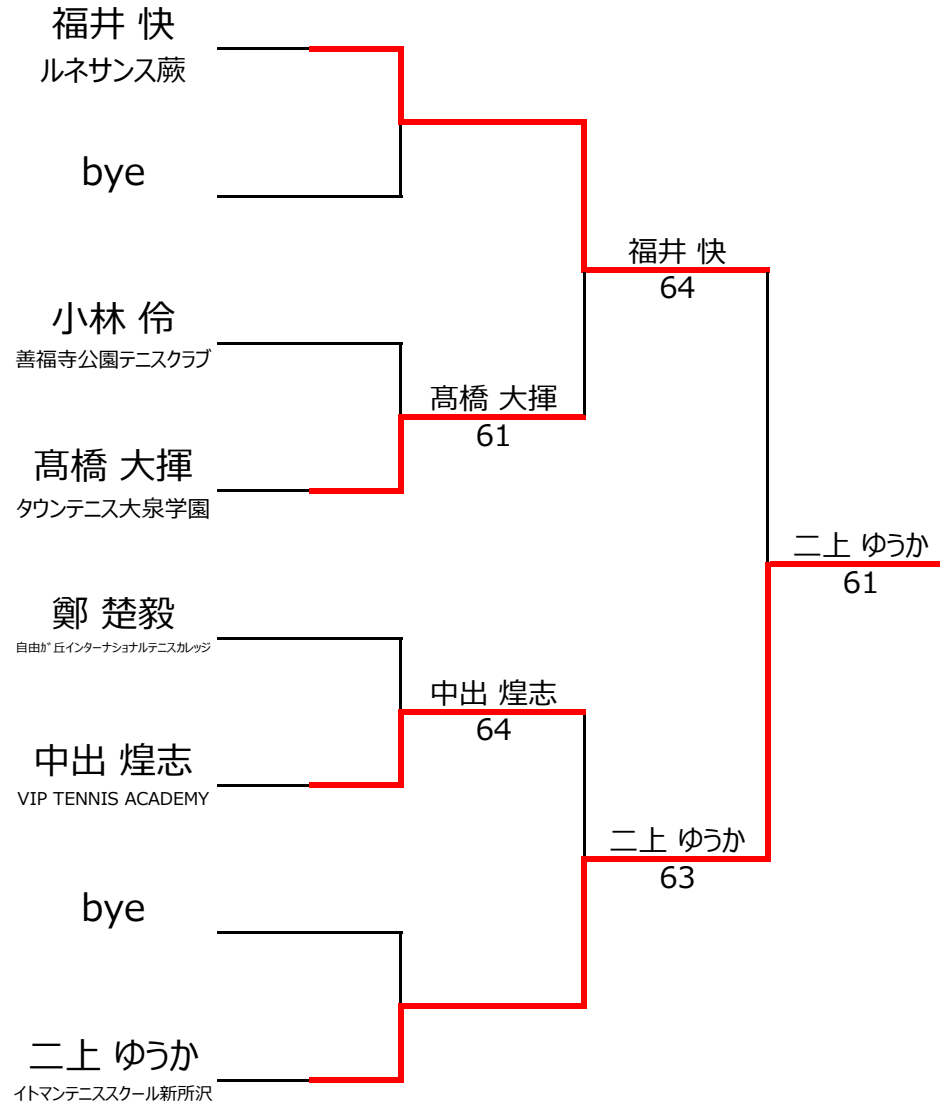 福井 快
ルネサンス蕨
bye
福井 快
64
小林 伶
善福寺公園テニスクラブ
髙橋 大揮
61
髙橋 大揮
タウンテニス大泉学園
二上 ゆうか
61
鄭 楚毅
自由が丘インターナショナルテニスカレッジ
中出 煌志
64
中出 煌志
VIP TENNIS ACADEMY
二上 ゆうか
63
bye
二上 ゆうか
イトマンテニススクール新所沢